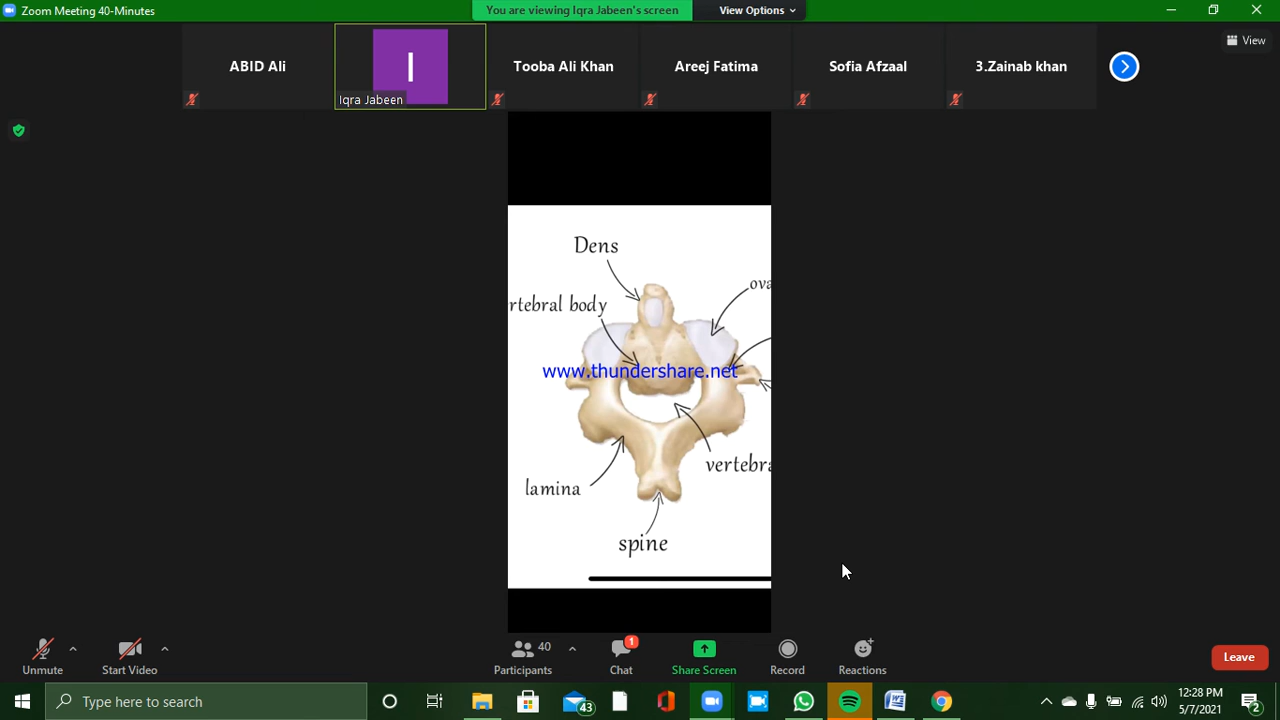 Zoom Meeting 40-Minutes
You are viewing Iqra Jabeen's screen
View Options
View
ABID Ali
I
Iqra Jabeen
Tooba Ali Khan
Areej Fatima
Sofia Afzaal
3.Zainab khan
Dens
ova
rtebral body
www.thundershare.net
vertebra
lamina
spine
Unmute
Start Video
40
Participants
1
Chat
Share Screen
Record
Reactions
Leave
Type here to search
43
12:28 PM
5/7/2021
2